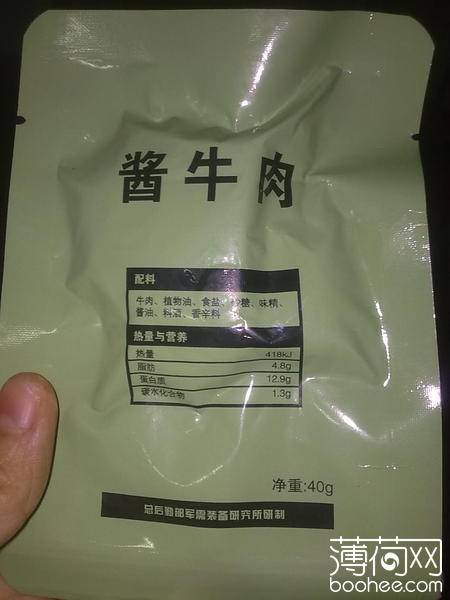 酱牛肉
配料
牛肉、植物油、食盐、砂糖、味精、
酱油、料酒、香辛料
热量与营养
热量 418KJ
脂肪 4.8g
蛋白质 12.9g
碳水化合物 1.3g
净重:40g
总后勤部军需装备研究所研制
薄荷网
boohee.com